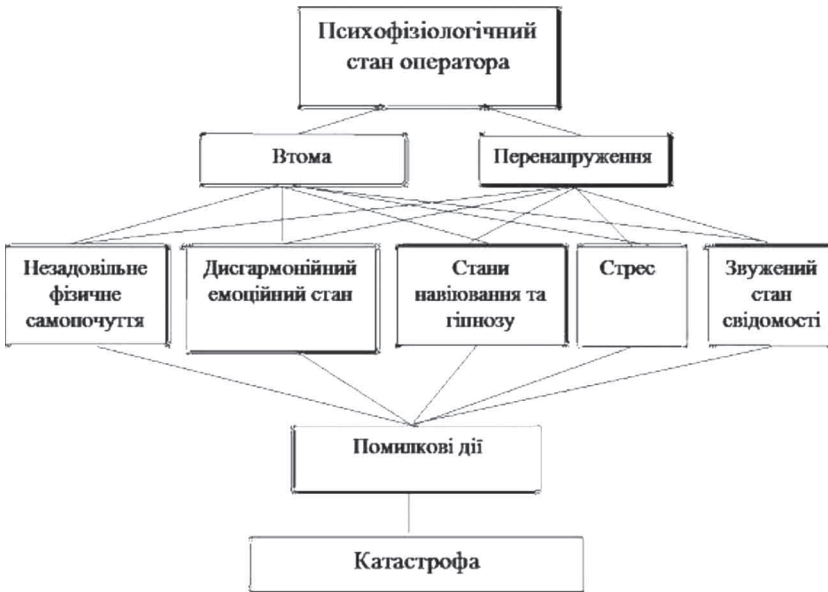 Психофізіологічний
стан оператора
Втома
Перенапруження
Незадовільне
фізичне
самопочуття
Дисгармонійний
емоційний стан
Стани
навіювання та
гіпнозу
Стрес
Звужений
стан
свідомості
Помилкові дії
Катастрофа